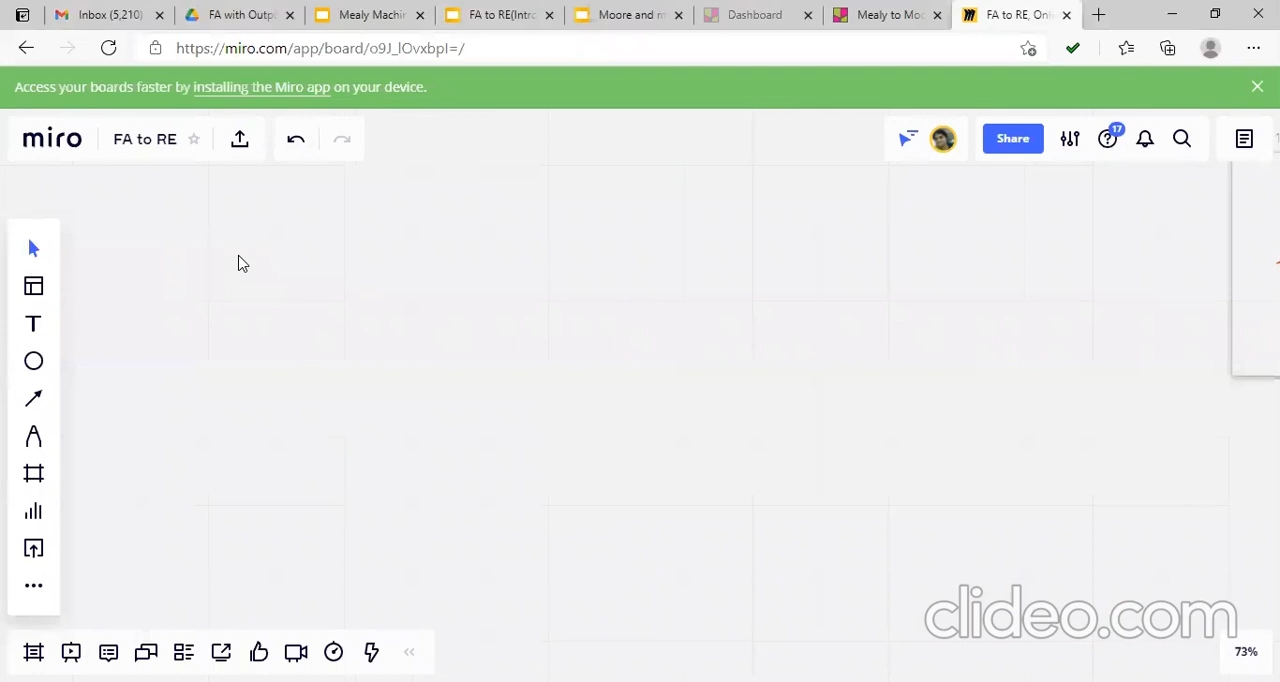 Inbox (5,210)
FA with Outp
Mealy Machin
FA to RE(Intr
Moore and m
Dashboard
Mealy to Moo
FA to RE, Onl
https://miro.com/app/board/o9J_lOvxbpI=/
Access your boards faster by installing the Miro app on your device.
miro
FA to RE
17
Share
T
clideo.com
73%